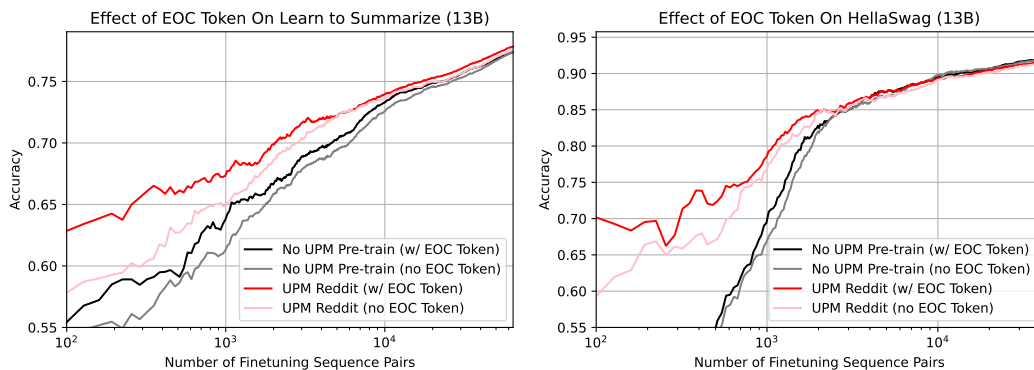 Effect of EOC Token On Learn to Summarize (13B)
Accuracy
0.75
0.70
0.65
0.60
0.55
No UPM Pre-train (w/ EOC Token)
No UPM Pre-train (no EOC Token)
UPM Reddit (w/ EOC Token)
UPM Reddit (no EOC Token)
10²
10³
10⁴
Number of Finetuning Sequence Pairs
Effect of EOC Token On HellaSwag (13B)
Accuracy
0.95
0.90
0.85
0.80
0.75
0.70
0.65
0.60
0.55
No UPM Pre-train (w/ EOC Token)
No UPM Pre-train (no EOC Token)
UPM Reddit (w/ EOC Token)
UPM Reddit (no EOC Token)
10²
10³
10⁴
Number of Finetuning Sequence Pairs